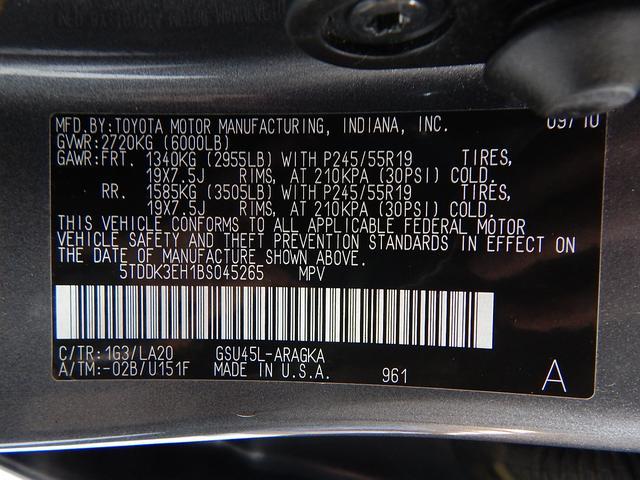 MFD.BY:TOYOTA MOTOR MANUFACTURING, INDIANA, INC. 09/10
GVWR:2720KG (6000LB)
GAWR:FRT. 1340KG (2955LB) WITH P245/55R19 TIRES,
19X7.5J RIMS, AT 210KPA (30PSI) COLD.
RR. 1585KG (3505LB) WITH P245/55R19 TIRES,
19X7.5J RIMS, AT 210KPA (30PSI) COLD.
THIS VEHICLE CONFORMS TO ALL APPLICABLE FEDERAL MOTOR
VEHICLE SAFETY AND THEFT PREVENTION STANDARDS IN EFFECT ON
THE DATE OF MANUFACTURE SHOWN ABOVE.
5TDDK3EH1BS045265 MPV
C/TR:1G3/LA20 GSU45L-ARAGKA
A/TM:-02B/U151F MADE IN U.S.A. 961 A